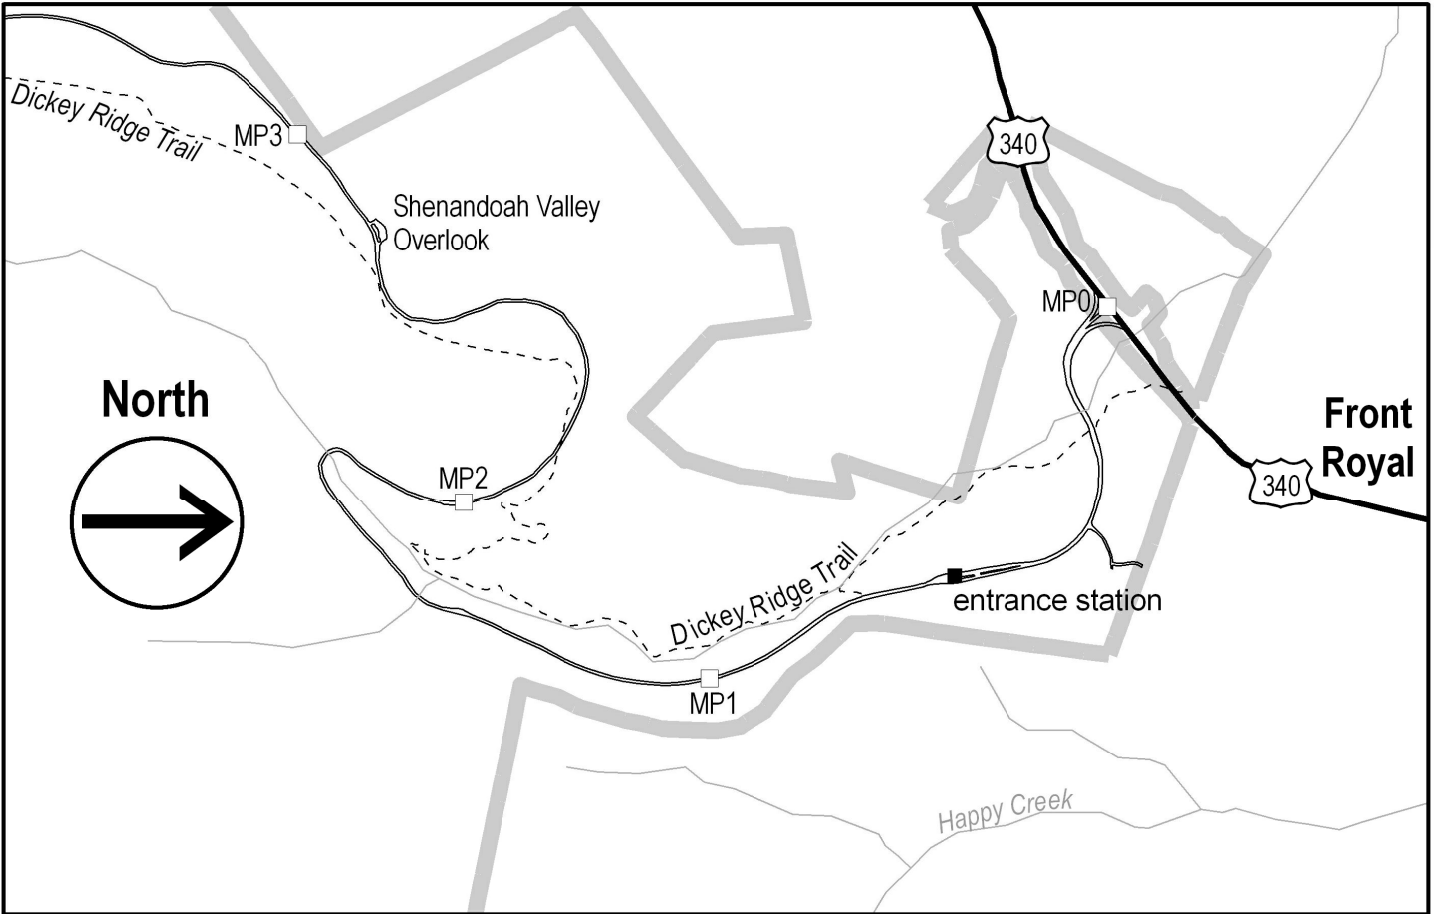 Dickey Ridge Trail
MP3
340
Shenandoah Valley
Overlook
MP0
North
Front
Royal
MP2
340
Dickey Ridge Trail
entrance station
MP1
Happy Creek